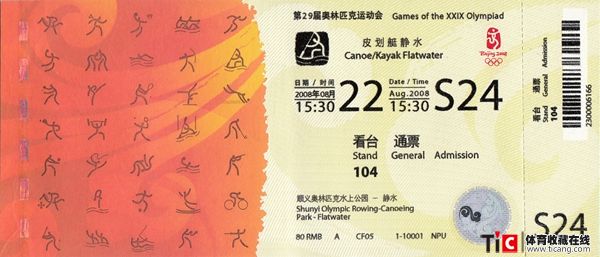 第29届奥林匹克运动会 Games of the XXIX Olympiad
皮划艇静水
Canoe/Kayak Flatwater
Beijing 2008
日期 / 时间
2008年08月
15:30
22
Date / Time
Aug.2008
15:30
S24
看台 通票
Stand General Admission
104
顺义奥林匹克水上公园 - 静水
Shunyi Olympic Rowing-Canoeing
Park - Flatwater
80 RMB A CF05 1-10001 NPU
看台 通票
Stand General Admission
104
2300006166
S24
TiC 体育收藏在线
www.ticang.com